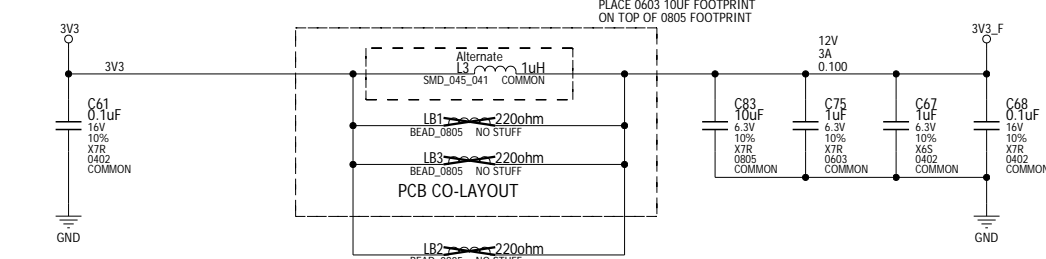 PLACE 0603 10UF FOOTPRINT
ON TOP OF 0805 FOOTPRINT
3V3
3V3
C61
0.1uF
16V
10%
X7R
0402
COMMON
GND
Alternate
L3 1uH
SMD_045_041 COMMON
LB1 220ohm
BEAD_0805 NO STUFF
LB3 220ohm
BEAD_0805 NO STUFF
PCB CO-LAYOUT
LB2 220ohm
BEAD_0805 NO STUFF
12V
3A
0.100
3V3_F
C83
10uF
6.3V
10%
X7R
0805
COMMON
C75
1uF
6.3V
10%
X7R
0603
COMMON
C67
1uF
6.3V
10%
X6S
0402
COMMON
C68
0.1uF
16V
10%
X7R
0402
COMMON
GND